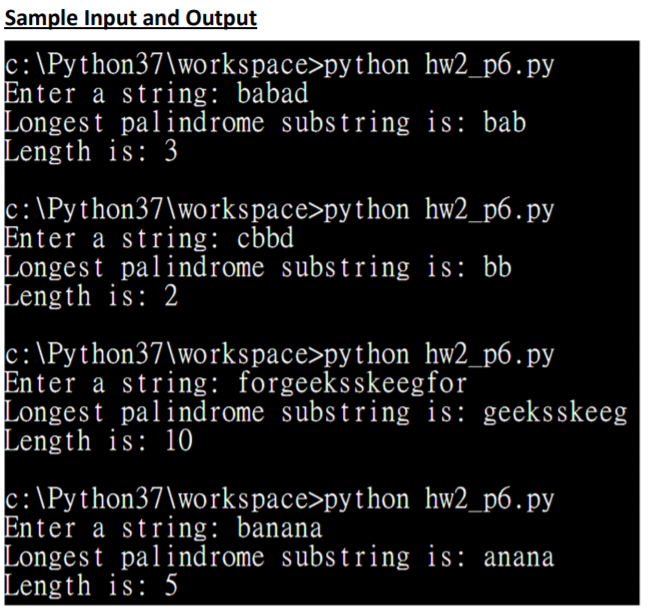 Sample Input and Output
c:\Python37\workspace>python hw2_p6.py
Enter a string: babad
Longest palindrome substring is: bab
Length is: 3
c:\Python37\workspace>python hw2_p6.py
Enter a string: cbbd
Longest palindrome substring is: bb
Length is: 2
c:\Python37\workspace>python hw2_p6.py
Enter a string: forgeeksskeegfor
Longest palindrome substring is: geeksskeeg
Length is: 10
c:\Python37\workspace>python hw2_p6.py
Enter a string: banana
Longest palindrome substring is: anana
Length is: 5